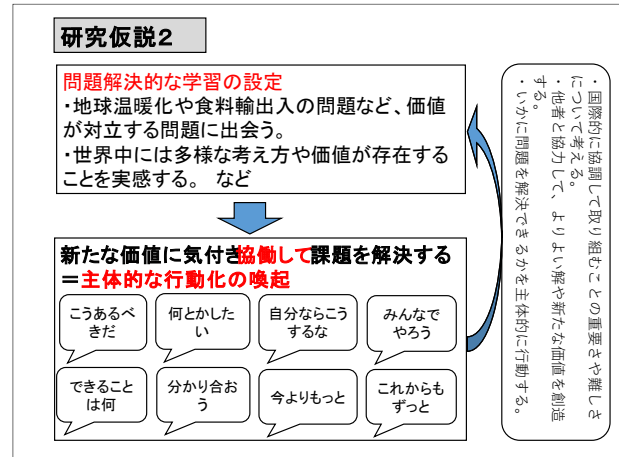 研究仮説2
問題解決的な学習の設定
・地球温暖化や食料輸出入の問題など、価値
が対立する問題に出会う。
・世界中には多様な考え方や価値が存在する
ことを実感する。 など
新たな価値に気付き協働して課題を解決する
=主体的な行動化の喚起
こうあるべ
きだ
何とかした
い
自分ならこう
するな
みんなで
やろう
できること
は何
分かり合お
う
今よりもっと
これからも
ずっと
・国際的に協調して取り組むことの重要さや難しさ
について考える。
・他者と協力して、よりよい解や新たな価値を創造
する。
・いかに問題を解決できるかを主体的に行動する。